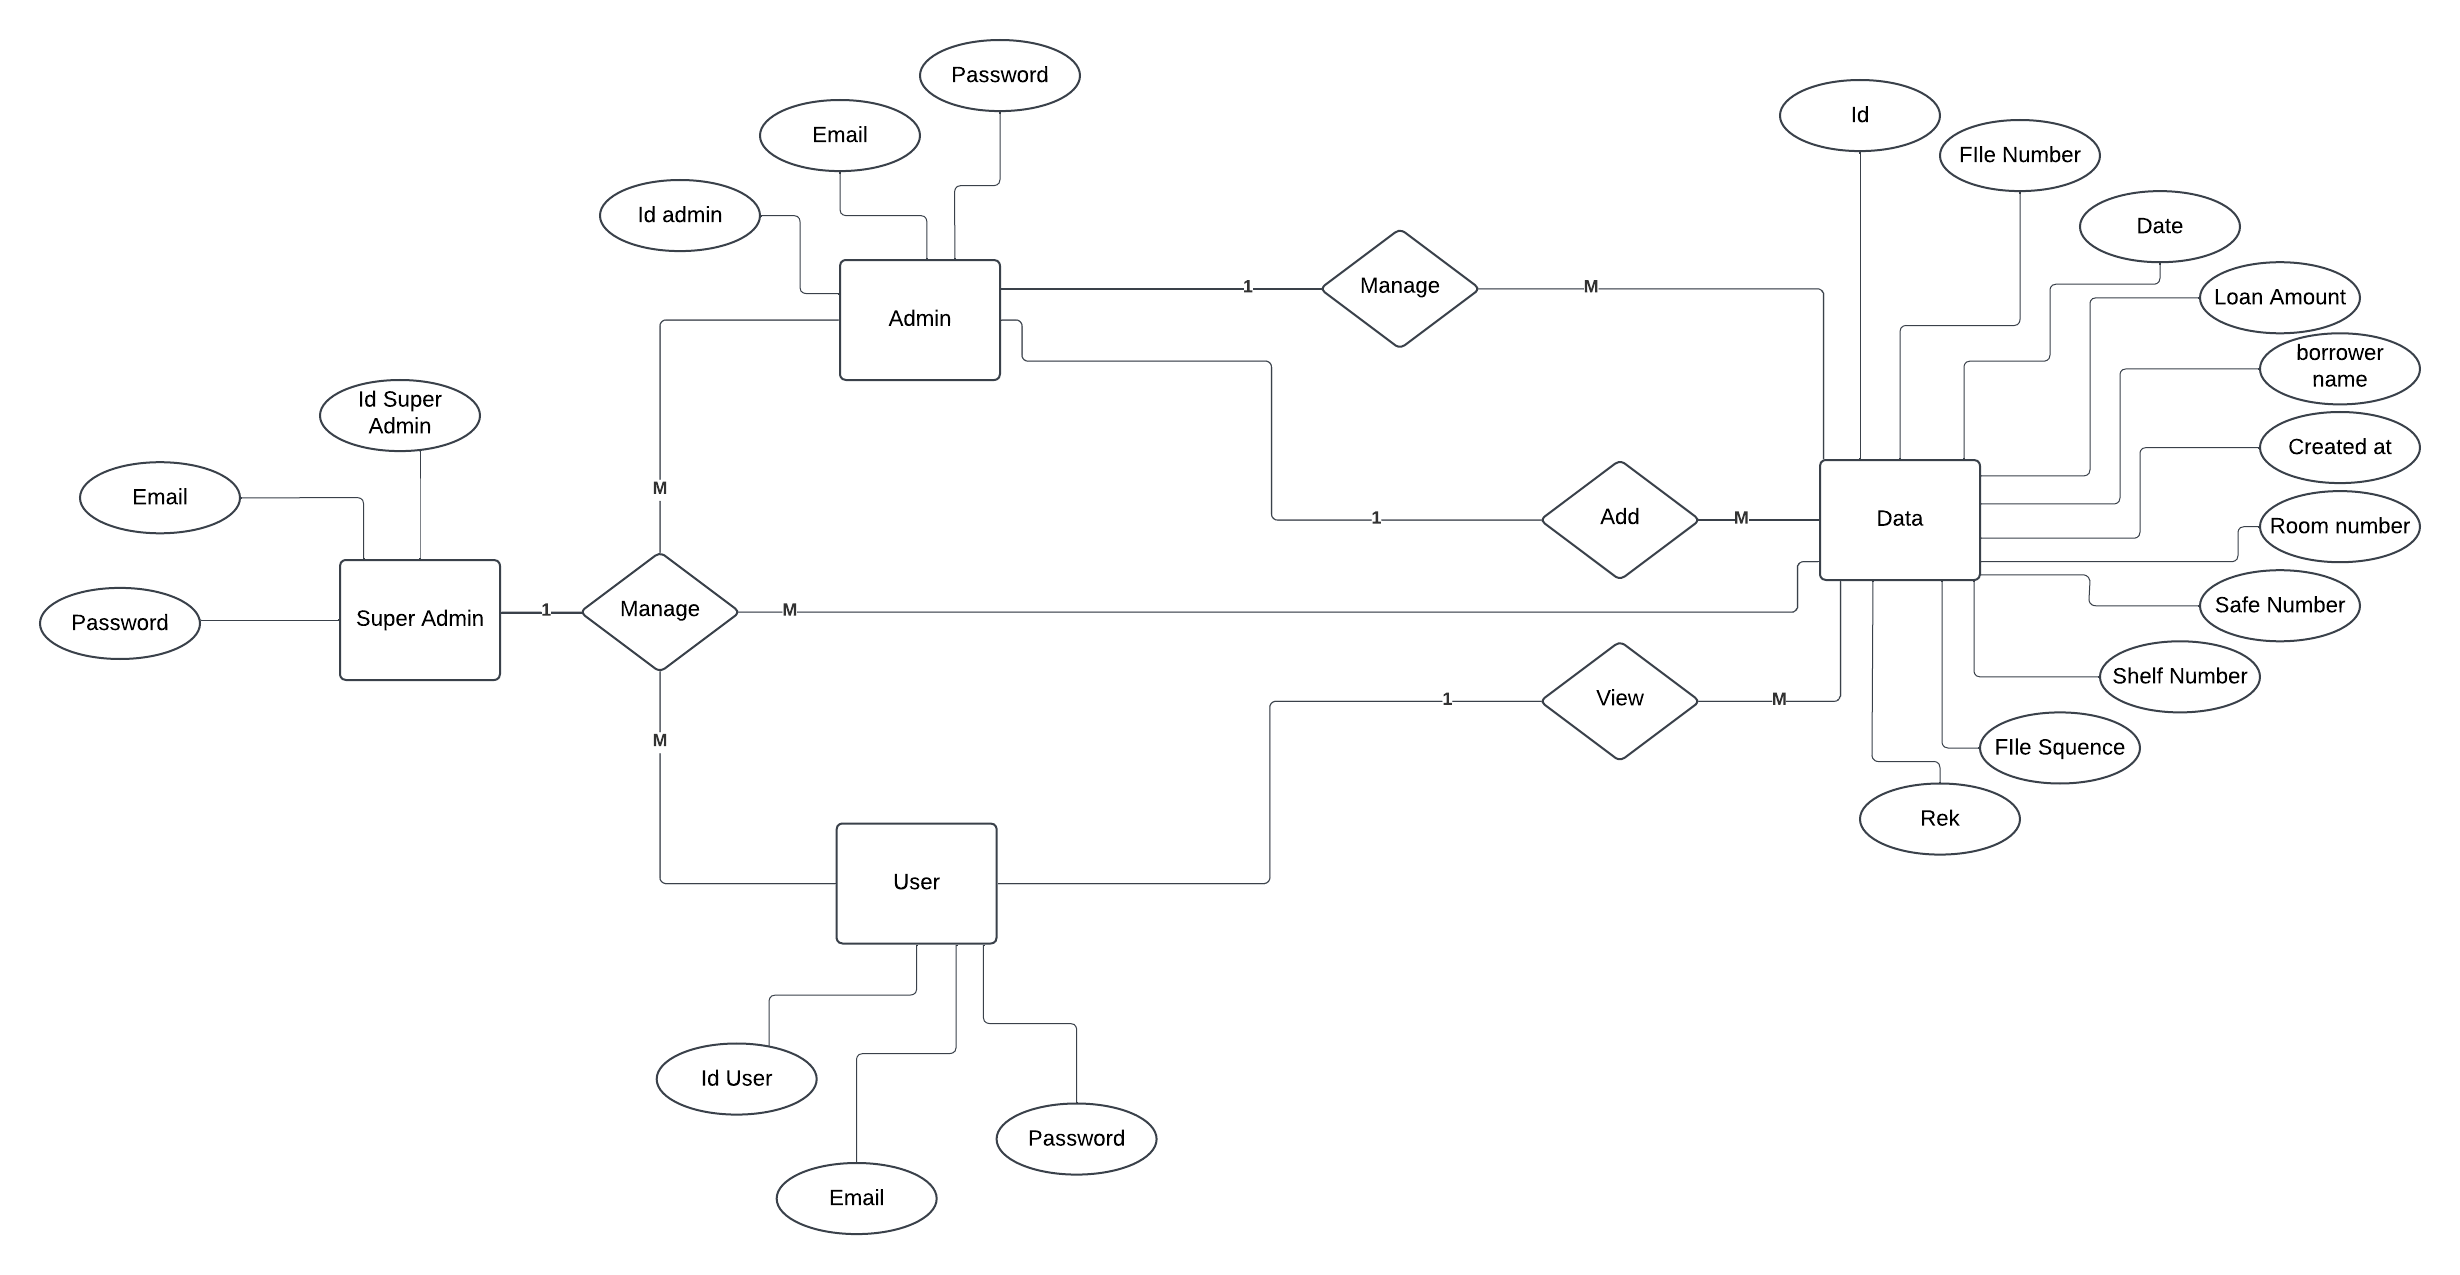 Password
Email
Id admin
Admin
1
Manage
M
Id
FIle Number
Date
Loan Amount
borrower
name
Created at
Room number
Safe Number
Shelf Number
FIle Squence
Rek
Data
1
Add
M
M
Id Super
Admin
Email
Password
Super Admin
1
Manage
M
M
1
View
M
User
Id User
Email
Password